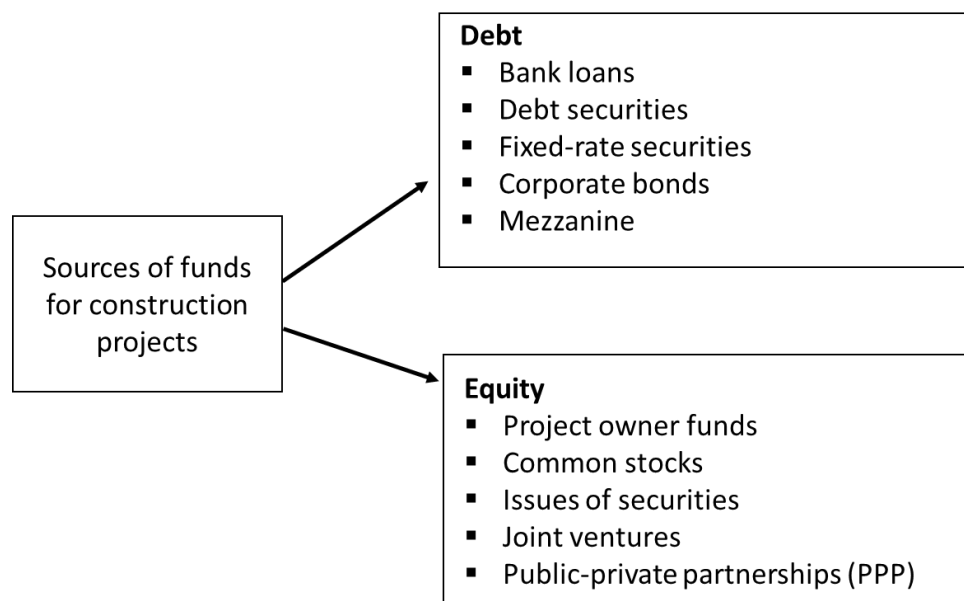 Debt
▪ Bank loans
▪ Debt securities
▪ Fixed-rate securities
▪ Corporate bonds
▪ Mezzanine
Sources of funds
for construction
projects
Equity
▪ Project owner funds
▪ Common stocks
▪ Issues of securities
▪ Joint ventures
▪ Public-private partnerships (PPP)